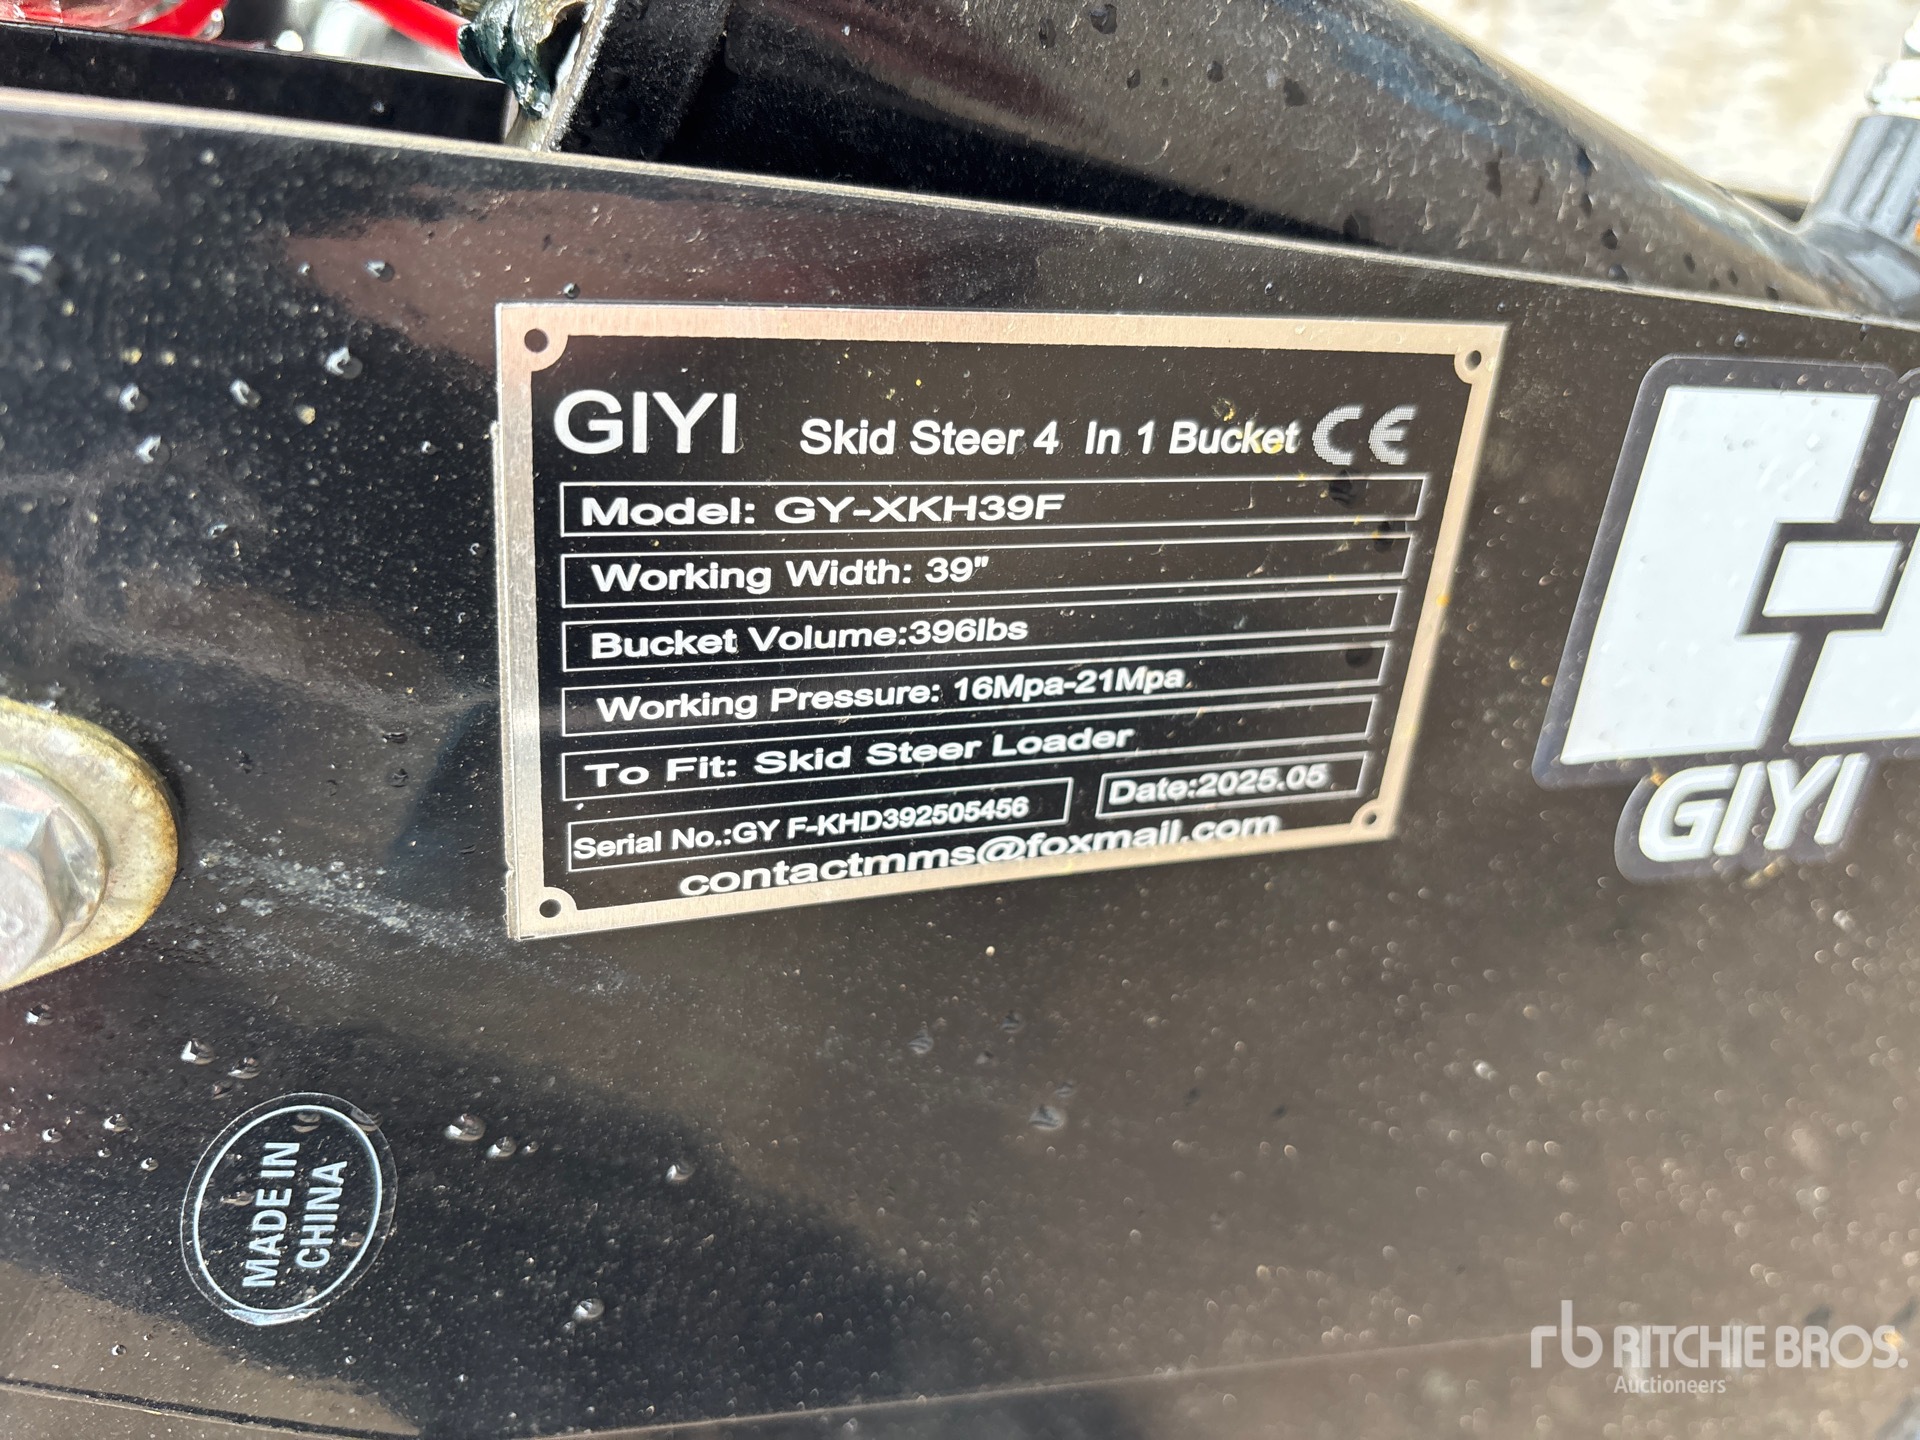 GIYI Skid Steer 4 In 1 Bucket CE
Model: GY-XKH39F
Working Width: 39"
Bucket Volume:396lbs
Working Pressure: 16Mpa-21Mpa
To Fit: Skid Steer Loader
Serial No.:GY F-KHD392505456 Date:2025.05
contactmms@foxmail.com
GIYI
MADE IN
CHINA
rb RITCHIE BROS.
Auctioneers